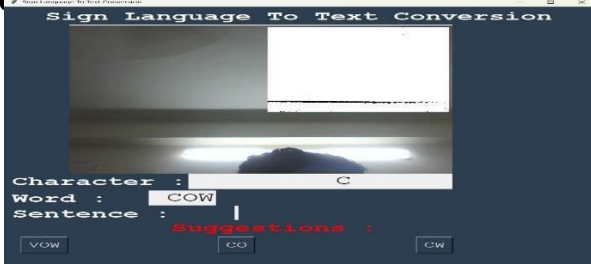 Sign Language To Text Conversion
Sign Language To Text Conversion
Character : C
Word : COW
Sentence :
Suggestions :
VOW CO CW